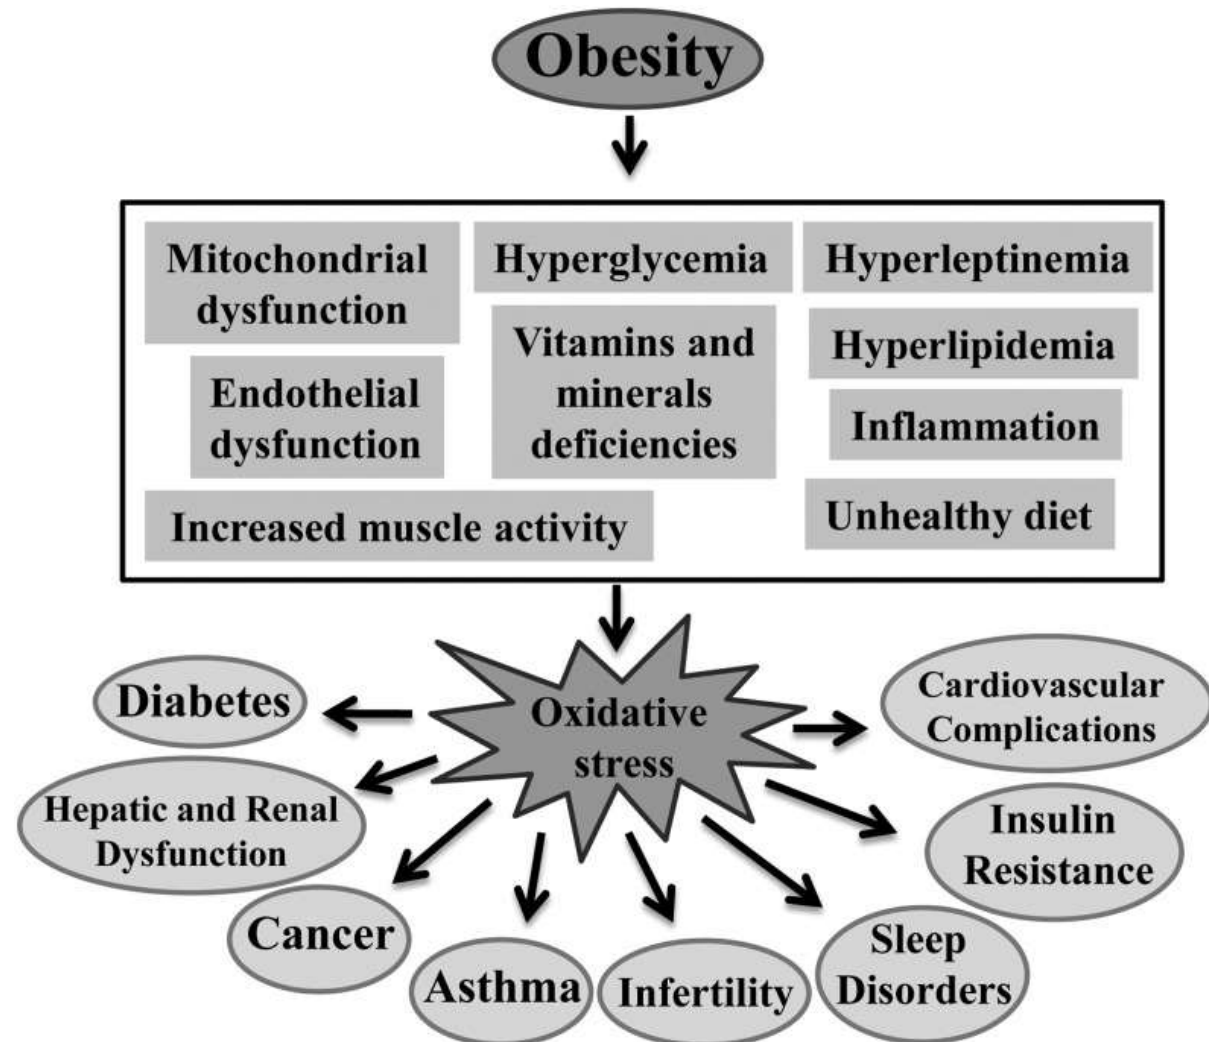 Obesity
Mitochondrial
dysfunction
Hyperglycemia
Hyperleptinemia
Vitamins and
minerals
deficiencies
Hyperlipidemia
Endothelial
dysfunction
Inflammation
Increased muscle activity
Unhealthy diet
Oxidative
stress
Diabetes
Hepatic and Renal
Dysfunction
Cancer
Asthma
Infertility
Sleep
Disorders
Insulin
Resistance
Cardiovascular
Complications